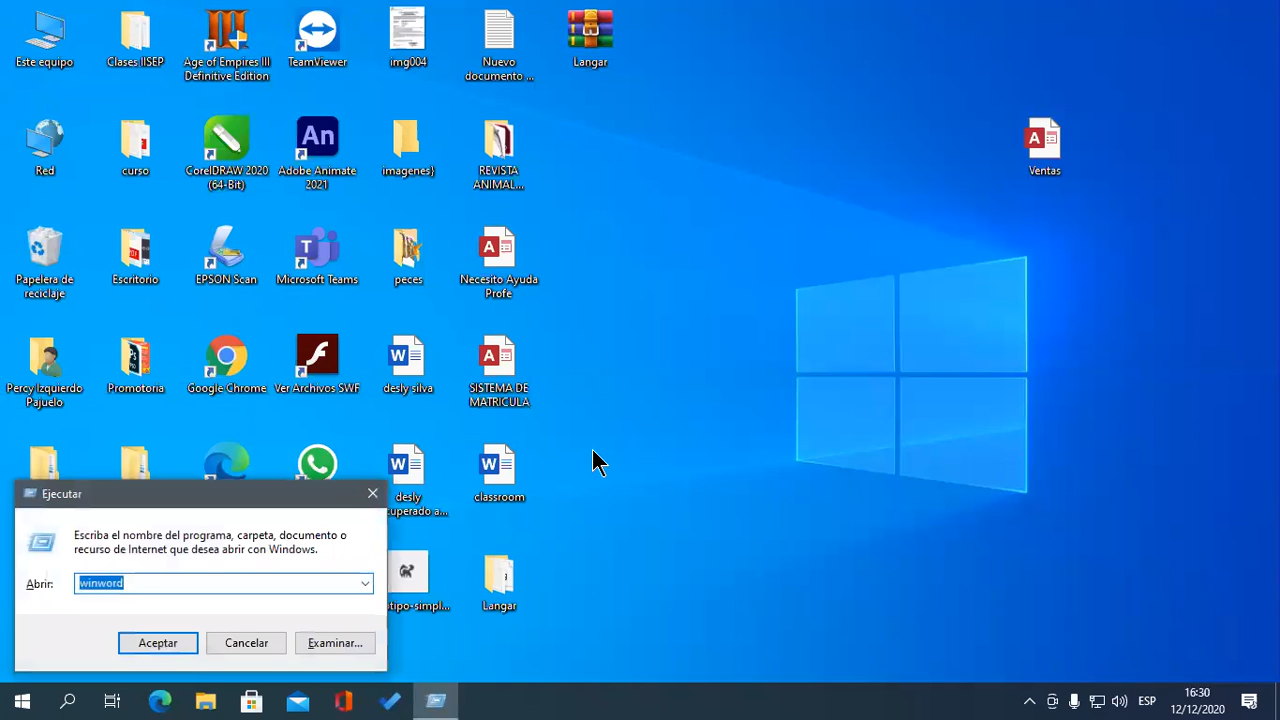 Este equipo
Clases IISEP
Age of Empires III
Definitive Edition
TeamViewer
img004
Nuevo
documento ...
Langar
Red
curso
CorelDRAW 2020
(64-Bit)
Adobe Animate
2021
imagenes}
REVISTA
ANIMAL...
Ventas
Papelera de
reciclaje
Escritorio
EPSON Scan
Microsoft Teams
peces
Necesito Ayuda
Profe
Percy Izquierdo
Pajuelo
Promotoria
Google Chrome
Ver Archivos SWF
desly silva
SISTEMA DE
MATRICULA
desly
...uperado a...
classroom
...otipo-simpl...
Langar
Ejecutar
Escriba el nombre del programa, carpeta, documento o
recurso de Internet que desea abrir con Windows.
Abrir:
winword
Aceptar
Cancelar
Examinar...
ESP
16:30
12/12/2020